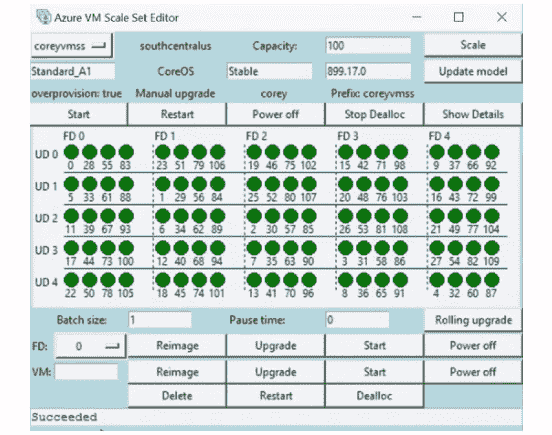 Azure VM Scale Set Editor
coreyvmss southcentralus Capacity: 100 Scale
Standard_A1 CoreOS Stable 899.17.0 Update model
overprovision: true Manual upgrade corey Prefix: coreyvmss
Start Restart Power off Stop Dealloc Show Details
FD 0 FD 1 FD 2 FD 3 FD 4
UD 0
0 28 55 83 23 51 79 106 19 46 75 102 15 42 71 98 9 37 66 92
UD 1
5 33 61 88 1 29 56 84 25 52 80 107 20 48 76 103 16 43 72 99
UD 2
11 39 67 93 6 34 62 89 2 30 57 85 26 53 81 108 21 49 77 104
UD 3
17 44 73 100 12 40 68 94 7 35 63 90 3 31 58 86 27 54 82 109
UD 4
22 50 78 105 18 45 74 101 13 41 70 96 8 36 65 91 4 32 60 87
Batch size: 1 Pause time: 0 Rolling upgrade
FD: 0 Reimage Upgrade Start Power off
VM: Reimage Upgrade Start Power off
Delete Restart Dealloc
Succeeded